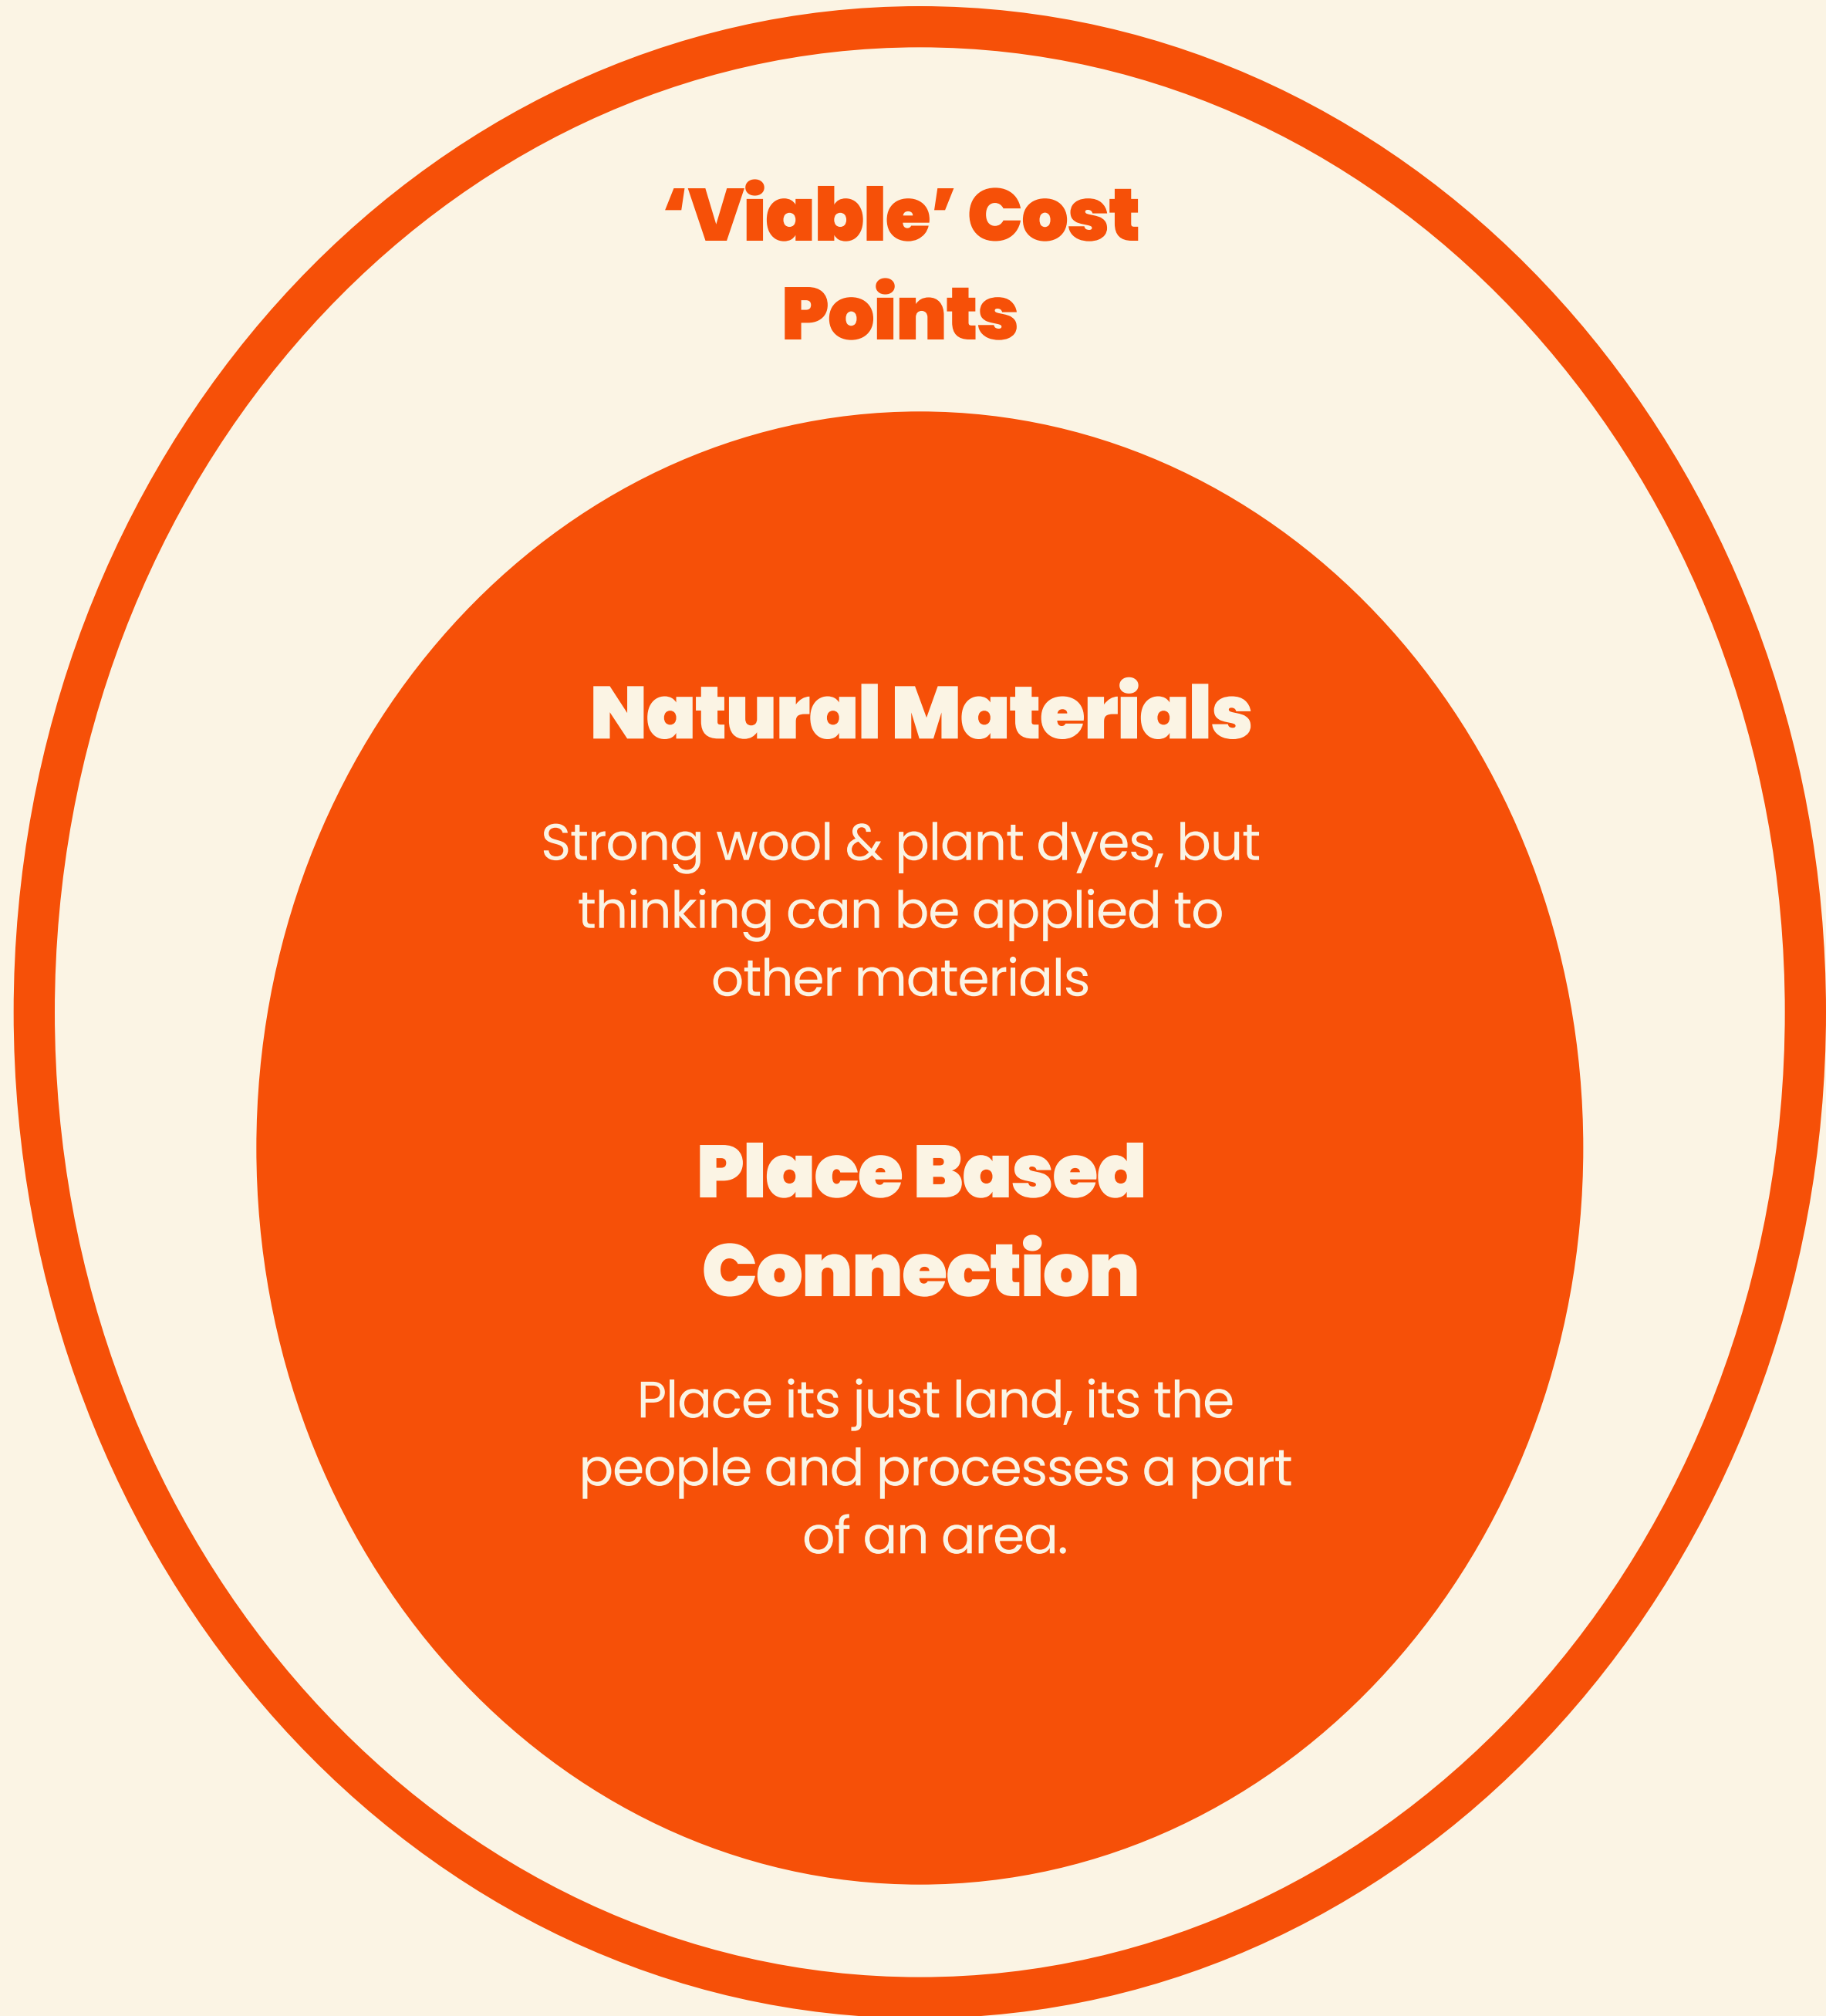 ‘Viable’ Cost
Points
Natural Materials
Strong wool & plant dyes, but
thinking can be applied to
other materials
Place Based
Connection
Place its just land, its the
people and processes a part
of an area.